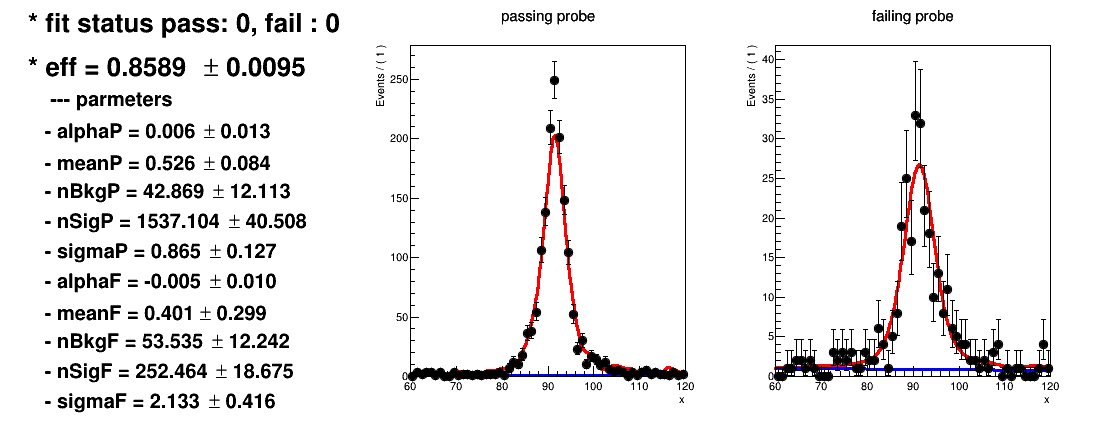 * fit status pass: 0, fail : 0
* eff = 0.8589 ± 0.0095
--- parmeters
- alphaP = 0.006 ± 0.013
- meanP = 0.526 ± 0.084
- nBkgP = 42.869 ± 12.113
- nSigP = 1537.104 ± 40.508
- sigmaP = 0.865 ± 0.127
- alphaF = -0.005 ± 0.010
- meanF = 0.401 ± 0.299
- nBkgF = 53.535 ± 12.242
- nSigF = 252.464 ± 18.675
- sigmaF = 2.133 ± 0.416
passing probe
Events / ( 1 )
250
200
150
100
50
0
60 70 80 90 100 110 120
x
failing probe
Events / ( 1 )
40
35
30
25
20
15
10
5
0
60 70 80 90 100 110 120
x